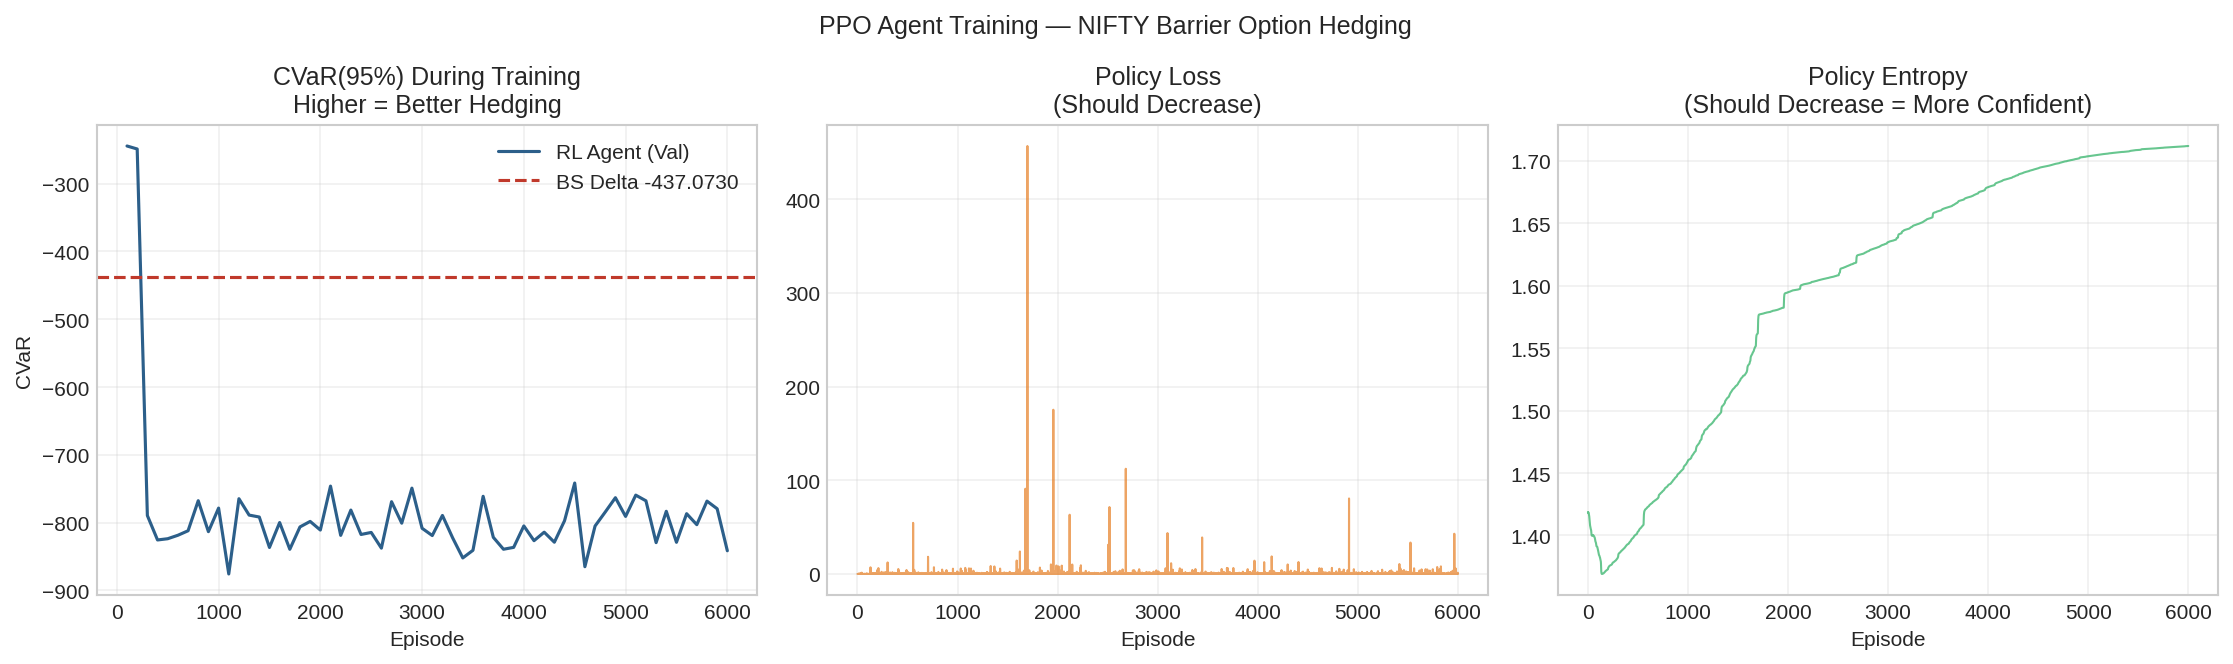 PPO Agent Training — NIFTY Barrier Option Hedging
CVaR(95%) During Training
Higher = Better Hedging
RL Agent (Val)
BS Delta -437.0730
−300
−400
−500
−600
−700
−800
−900
CVaR
0 1000 2000 3000 4000 5000 6000
Episode
Policy Loss
(Should Decrease)
400
300
200
100
0
0 1000 2000 3000 4000 5000 6000
Episode
Policy Entropy
(Should Decrease = More Confident)
1.70
1.65
1.60
1.55
1.50
1.45
1.40
0 1000 2000 3000 4000 5000 6000
Episode